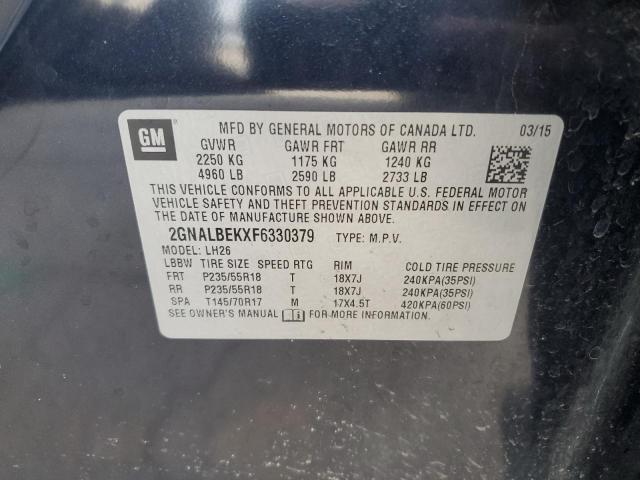 GM
MFD BY GENERAL MOTORS OF CANADA LTD. 03/15
GVWR GAWR FRT GAWR RR
2250 KG 1175 KG 1240 KG
4960 LB 2590 LB 2733 LB
THIS VEHICLE CONFORMS TO ALL APPLICABLE U.S. FEDERAL MOTOR
VEHICLE SAFETY AND THEFT PREVENTION STANDARDS IN EFFECT ON
THE DATE OF MANUFACTURE SHOWN ABOVE.
2GNALBEKXF6330379 TYPE: M.P.V.
MODEL: LH26
LBBW TIRE SIZE SPEED RTG RIM COLD TIRE PRESSURE
FRT P235/55R18 T 18X7J 240KPA(35PSI)
RR P235/55R18 T 18X7J 240KPA(35PSI)
SPA T145/70R17 M 17X4.5T 420KPA(60PSI)
SEE OWNER'S MANUAL FOR MORE INFORMATION.